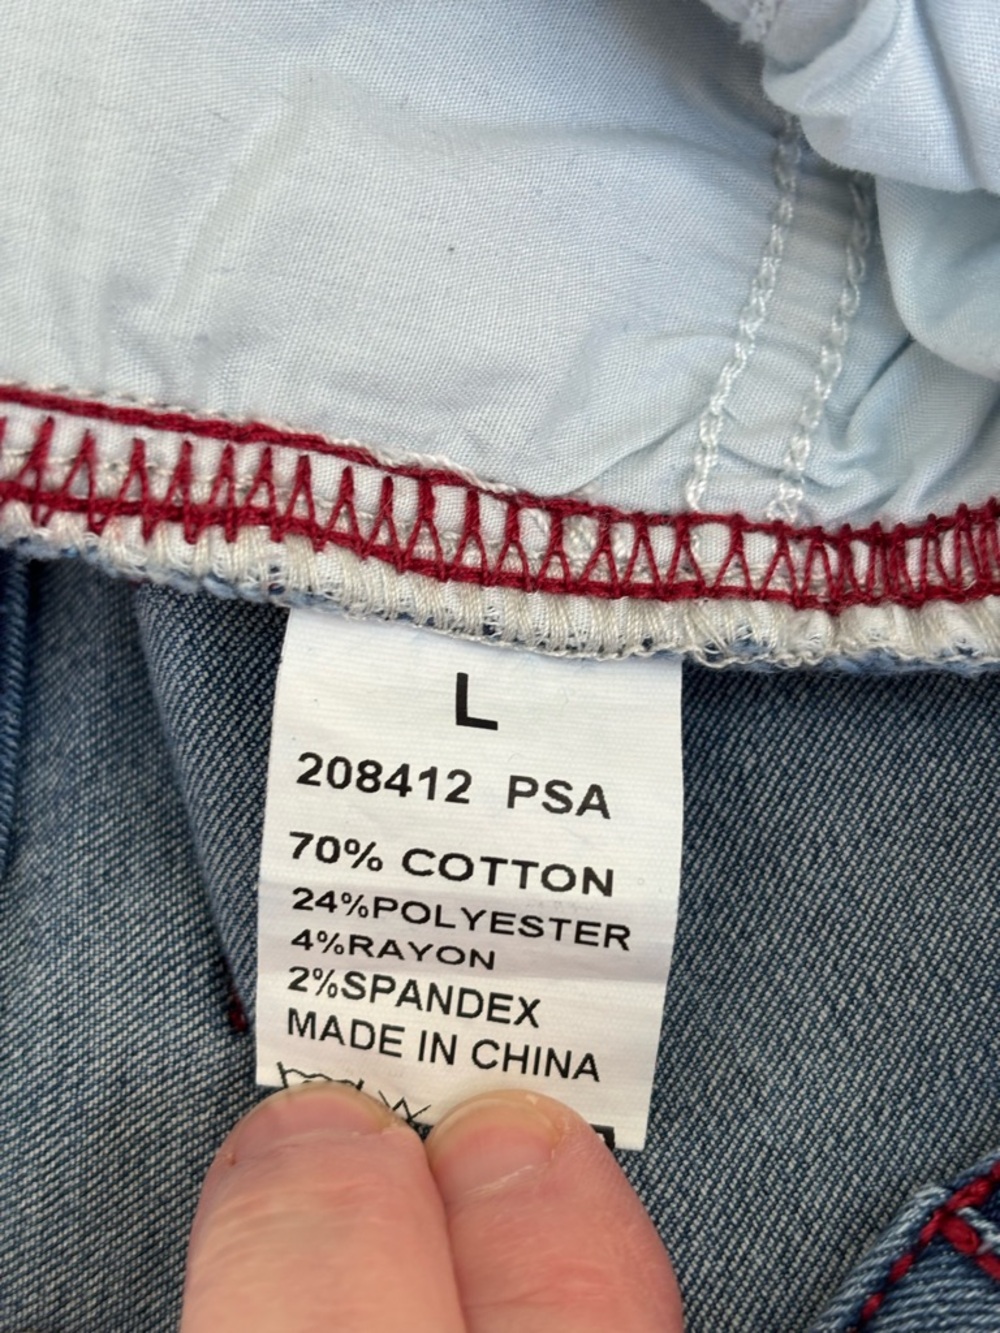 L
208412 PSA
70% COTTON
24%POLYESTER
4%RAYON
2%SPANDEX
MADE IN CHINA